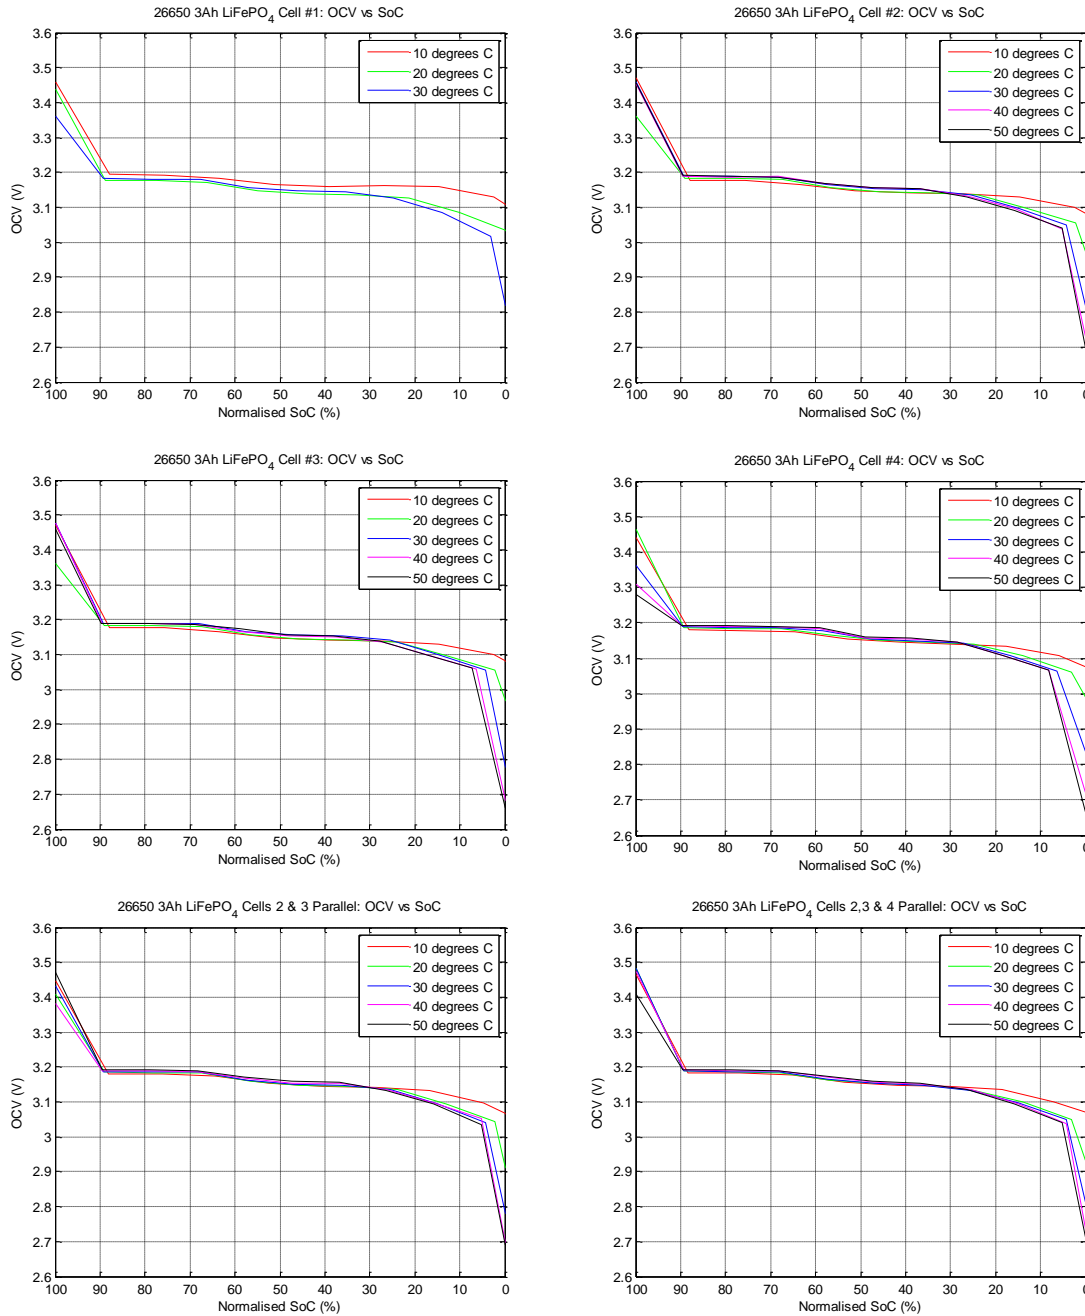 26650 3Ah LiFePO4 Cell #1: OCV vs SoC
3.6
3.5
3.4
3.3
3.2
3.1
3
2.9
2.8
2.7
2.6
OCV (V)
10 degrees C
20 degrees C
30 degrees C
100 90 80 70 60 50 40 30 20 10 0
Normalised SoC (%)
26650 3Ah LiFePO4 Cell #2: OCV vs SoC
3.6
3.5
3.4
3.3
3.2
3.1
3
2.9
2.8
2.7
2.6
OCV (V)
10 degrees C
20 degrees C
30 degrees C
40 degrees C
50 degrees C
100 90 80 70 60 50 40 30 20 10 0
Normalised SoC (%)
26650 3Ah LiFePO4 Cell #3: OCV vs SoC
3.6
3.5
3.4
3.3
3.2
3.1
3
2.9
2.8
2.7
2.6
OCV (V)
10 degrees C
20 degrees C
30 degrees C
40 degrees C
50 degrees C
100 90 80 70 60 50 40 30 20 10 0
Normalised SoC (%)
26650 3Ah LiFePO4 Cell #4: OCV vs SoC
3.6
3.5
3.4
3.3
3.2
3.1
3
2.9
2.8
2.7
2.6
OCV (V)
10 degrees C
20 degrees C
30 degrees C
40 degrees C
50 degrees C
100 90 80 70 60 50 40 30 20 10 0
Normalised SoC (%)
26650 3Ah LiFePO4 Cells 2 & 3 Parallel: OCV vs SoC
3.6
3.5
3.4
3.3
3.2
3.1
3
2.9
2.8
2.7
2.6
OCV (V)
10 degrees C
20 degrees C
30 degrees C
40 degrees C
50 degrees C
100 90 80 70 60 50 40 30 20 10 0
Normalised SoC (%)
26650 3Ah LiFePO4 Cells 2,3 & 4 Parallel: OCV vs SoC
3.6
3.5
3.4
3.3
3.2
3.1
3
2.9
2.8
2.7
2.6
OCV (V)
10 degrees C
20 degrees C
30 degrees C
40 degrees C
50 degrees C
100 90 80 70 60 50 40 30 20 10 0
Normalised SoC (%)